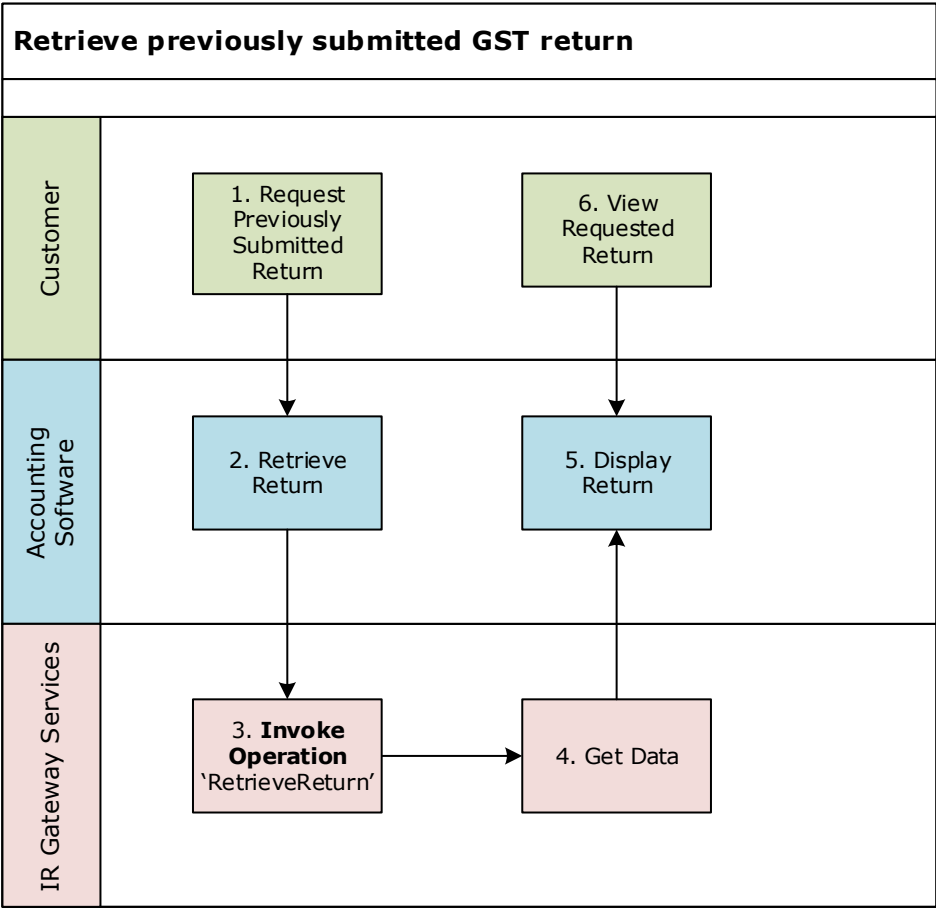 Retrieve previously submitted GST return
Customer
1. Request
Previously
Submitted
Return
6. View
Requested
Return
Accounting
Software
2. Retrieve
Return
5. Display
Return
IR Gateway Services
3. Invoke
Operation
‘RetrieveReturn’
4. Get Data